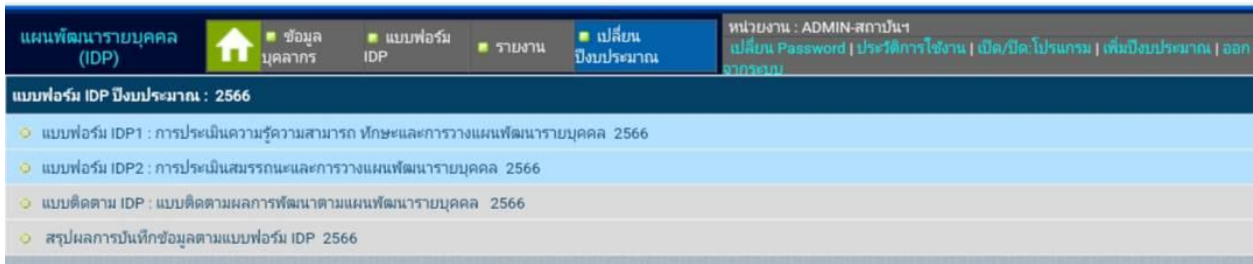 แผนพัฒนารายบุคคล
(IDP)
ข้อมูล
บุคลากร
แบบฟอร์ม
IDP
รายงาน
เปลี่ยน
ปีงบประมาณ
หน่วยงาน : ADMIN-สถาบันฯ
เปลี่ยน Password | ประวัติการใช้งาน | เปิด/ปิด:โปรแกรม | เพิ่มปีงบประมาณ | ออก
จากระบบ
แบบฟอร์ม IDP ปีงบประมาณ : 2566
แบบฟอร์ม IDP1 : การประเมินความรู้ความสามารถ ทักษะและการวางแผนพัฒนารายบุคคล 2566
แบบฟอร์ม IDP2 : การประเมินสมรรถนะและการวางแผนพัฒนารายบุคคล 2566
แบบติดตาม IDP : แบบติดตามผลการพัฒนาตามแผนพัฒนารายบุคคล 2566
สรุปผลการบันทึกข้อมูลตามแบบฟอร์ม IDP 2566